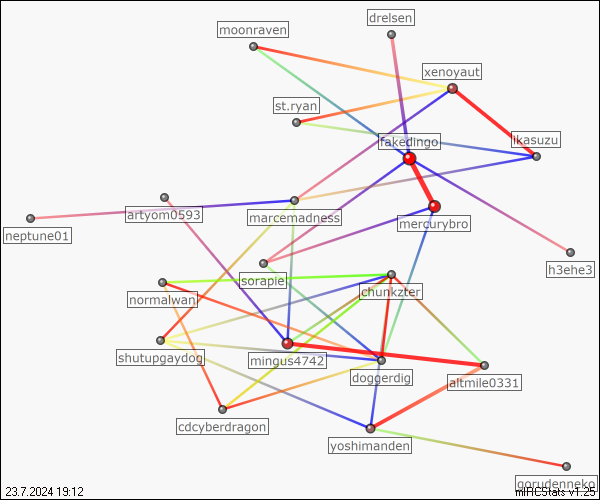 drelsen
moonraven
xenoyaut
st.ryan
fakedingo
ikasuzu
artyom0593
marcemadness
mercurybro
neptune01
h3ehe3
sorapie
chunkzter
normalwan
shutupgaydog
mingus4742
doggerdig
altmile0331
cdcyberdragon
yoshimanden
gorudenneko
23.7.2024 19:12
mIRCStats v1.25